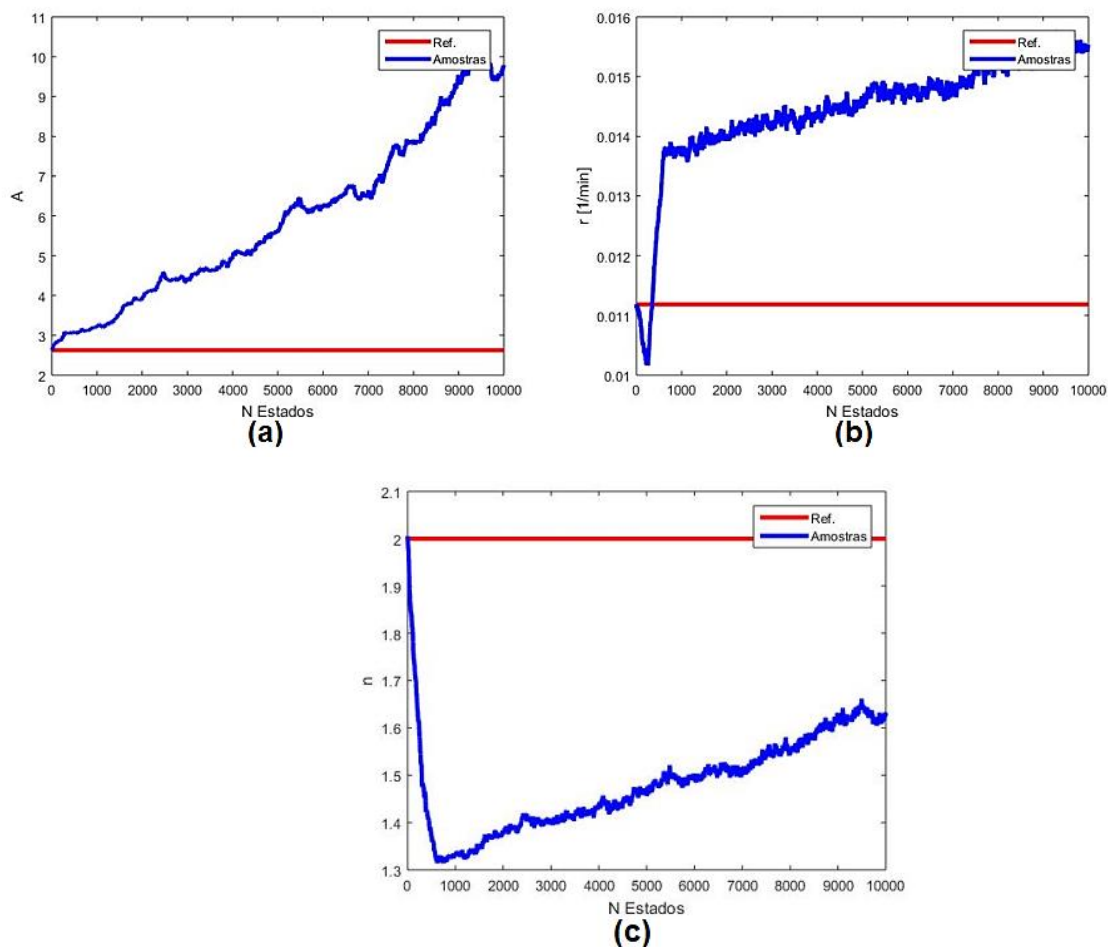 11
10
9
8
7
6
5
4
3
2
A
Ref.
Amostras
0 1000 2000 3000 4000 5000 6000 7000 8000 9000 10000
N Estados
(a)
0.016
0.015
0.014
0.013
0.012
0.011
0.01
r [1/min]
Ref.
Amostras
0 1000 2000 3000 4000 5000 6000 7000 8000 9000 10000
N Estados
(b)
2.1
2
1.9
1.8
1.7
1.6
1.5
1.4
1.3
n
Ref.
Amostras
0 1000 2000 3000 4000 5000 6000 7000 8000 9000 10000
N Estados
(c)